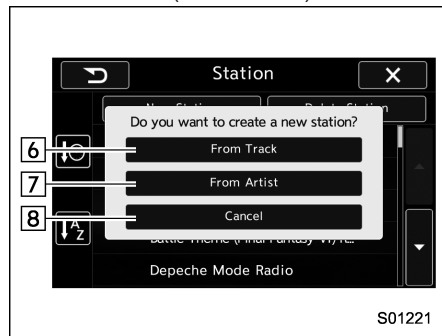 Station
X
Do you want to create a new station?
6
From Track
7
From Artist
8
Cancel
A
Z
Depeche Mode Radio
S01221